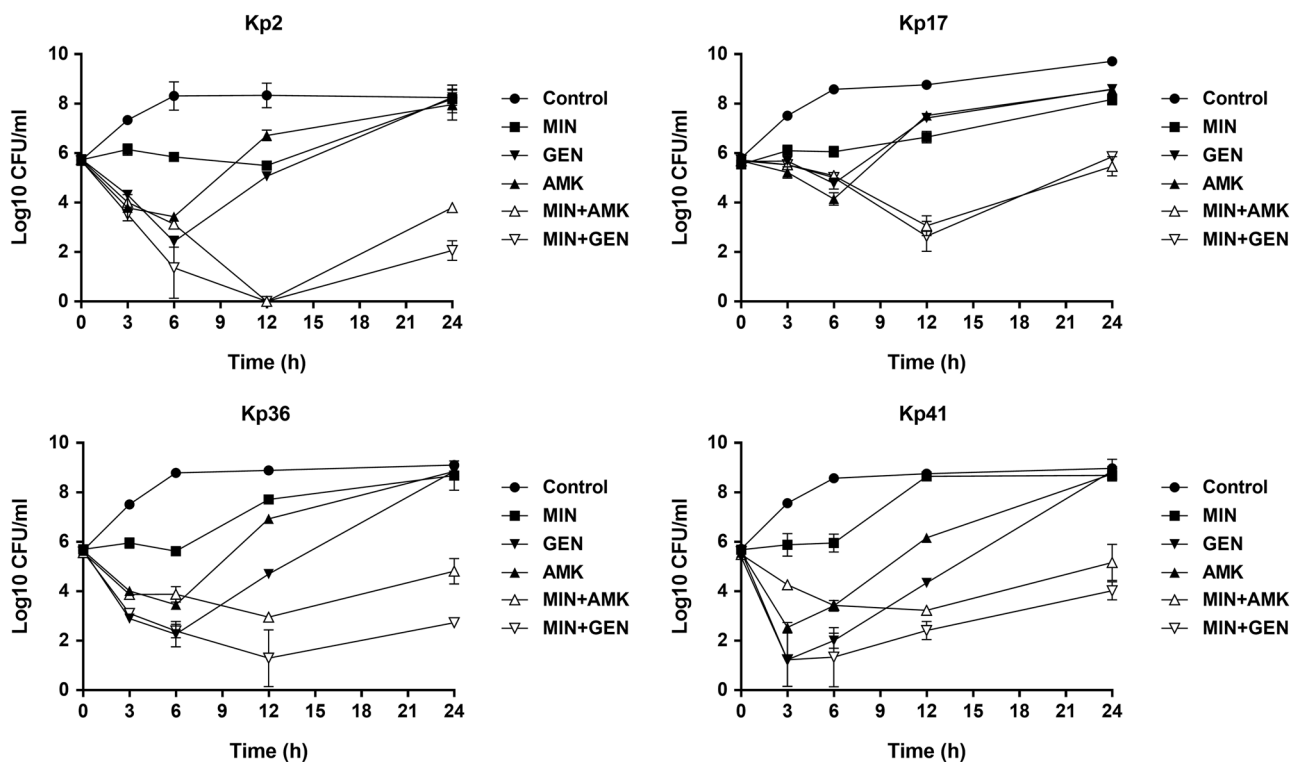 Kp2
Log10 CFU/ml
10
8
6
4
2
0
0 3 6 9 12 15 18 21 24
Time (h)
Control
MIN
GEN
AMK
MIN+AMK
MIN+GEN
Kp17
Log10 CFU/ml
10
8
6
4
2
0
0 3 6 9 12 15 18 21 24
Time (h)
Control
MIN
GEN
AMK
MIN+AMK
MIN+GEN
Kp36
Log10 CFU/ml
10
8
6
4
2
0
0 3 6 9 12 15 18 21 24
Time (h)
Control
MIN
GEN
AMK
MIN+AMK
MIN+GEN
Kp41
Log10 CFU/ml
10
8
6
4
2
0
0 3 6 9 12 15 18 21 24
Time (h)
Control
MIN
GEN
AMK
MIN+AMK
MIN+GEN